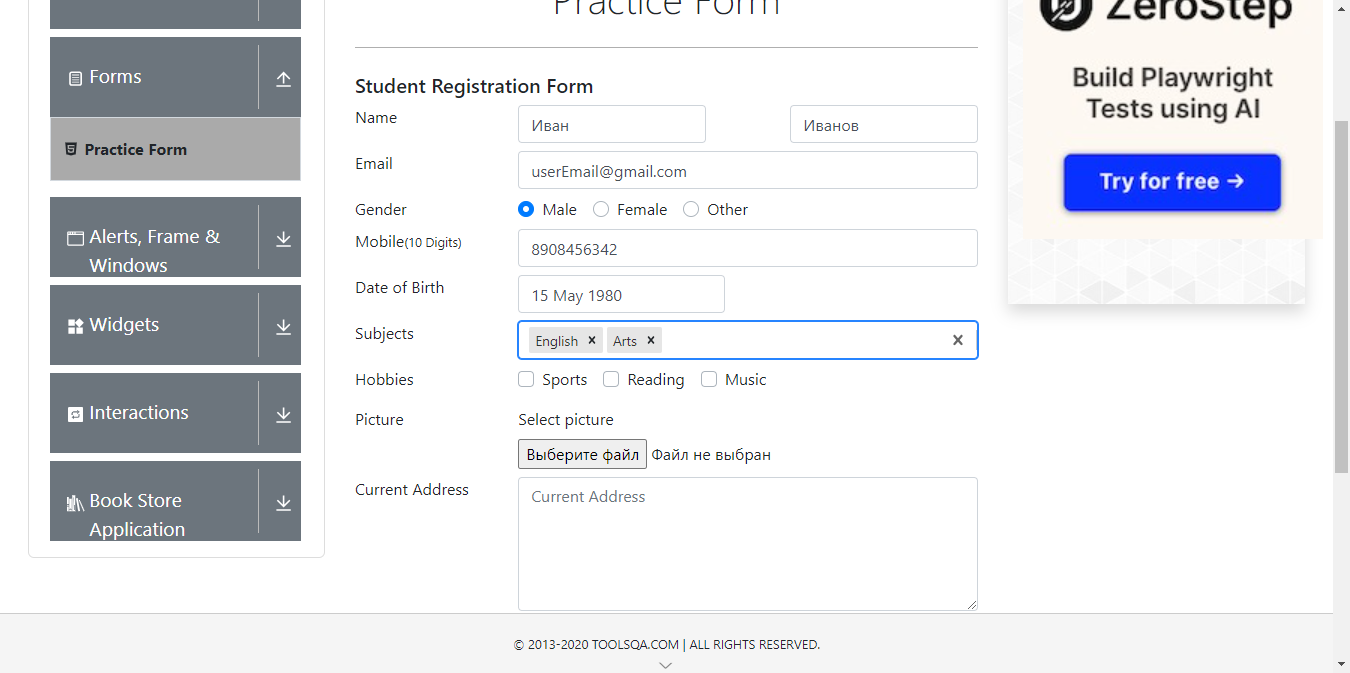 Practice Form
Forms
Practice Form
Alerts, Frame &
Windows
Widgets
Interactions
Book Store
Application
Student Registration Form
Name Иван Иванов
Email userEmail@gmail.com
Gender Male Female Other
Mobile(10 Digits) 8908456342
Date of Birth 15 May 1980
Subjects English Arts
Hobbies Sports Reading Music
Picture Select picture
Выберите файл Файл не выбран
Current Address Current Address
ZeroStep
Build Playwright
Tests using AI
Try for free →
© 2013-2020 TOOLSQA.COM | ALL RIGHTS RESERVED.